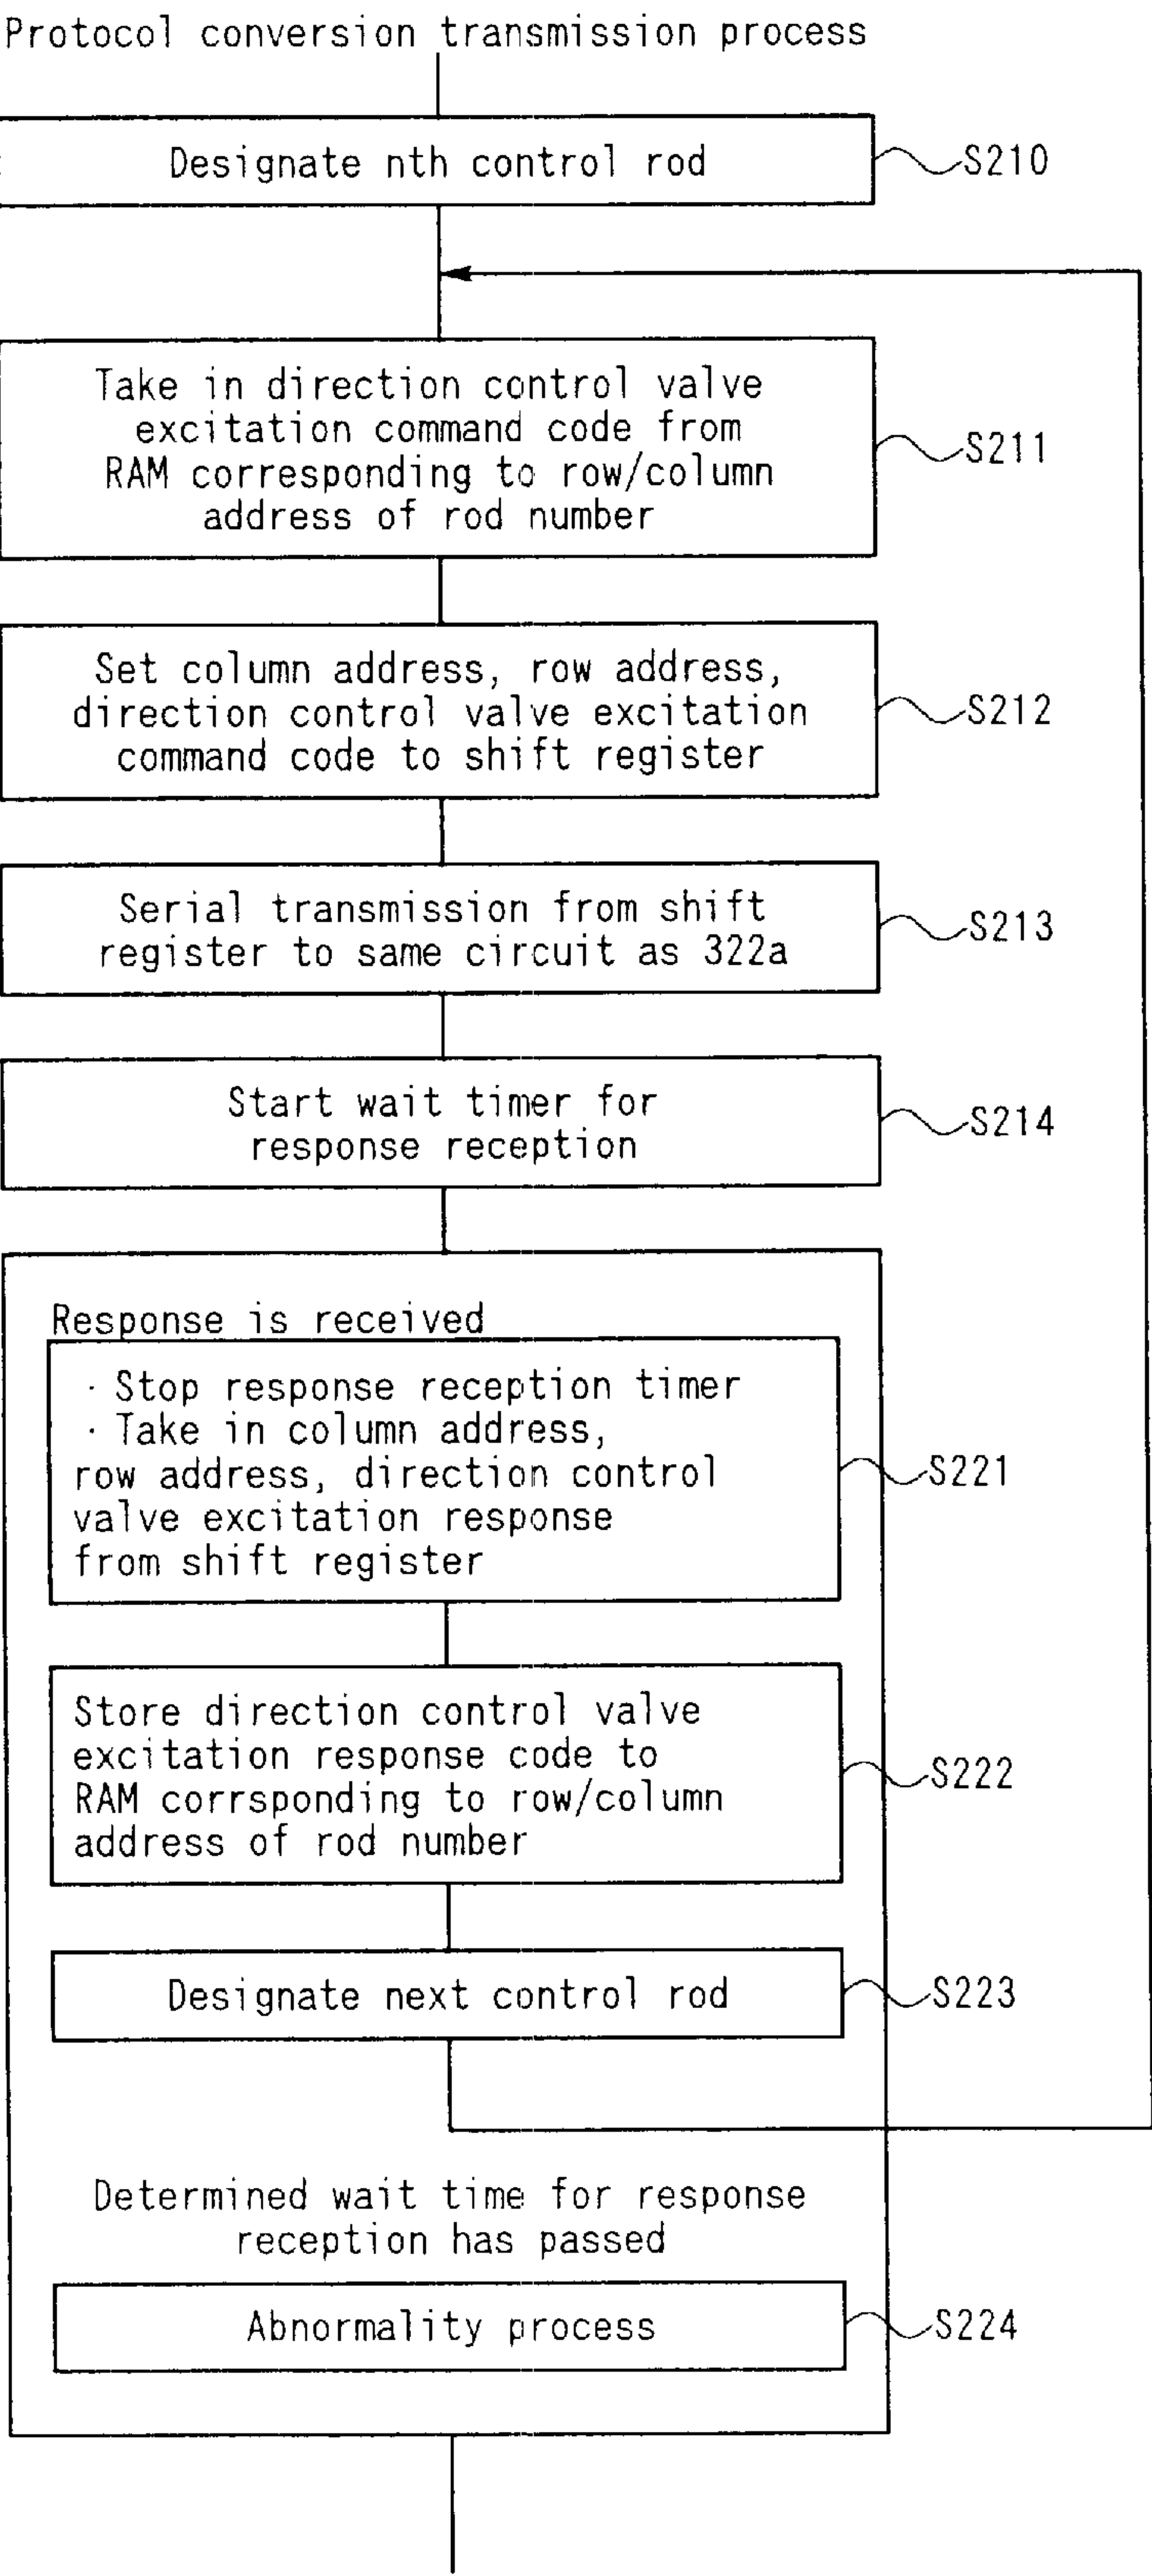 Protocol conversion transmission process
Designate nth control rod
S210
Take in direction control valve
excitation command code from
RAM corresponding to row/column
address of rod number
S211
Set column address, row address,
direction control valve excitation
command code to shift register
S212
Serial transmission from shift
register to same circuit as 322a
S213
Start wait timer for
response reception
S214
Response is received
· Stop response reception timer
· Take in column address,
row address, direction control
valve excitation response
from shift register
S221
Store direction control valve
excitation response code to
RAM corrsponding to row/column
address of rod number
S222
Designate next control rod
S223
Determined wait time for response
reception has passed
Abnormality process
S224